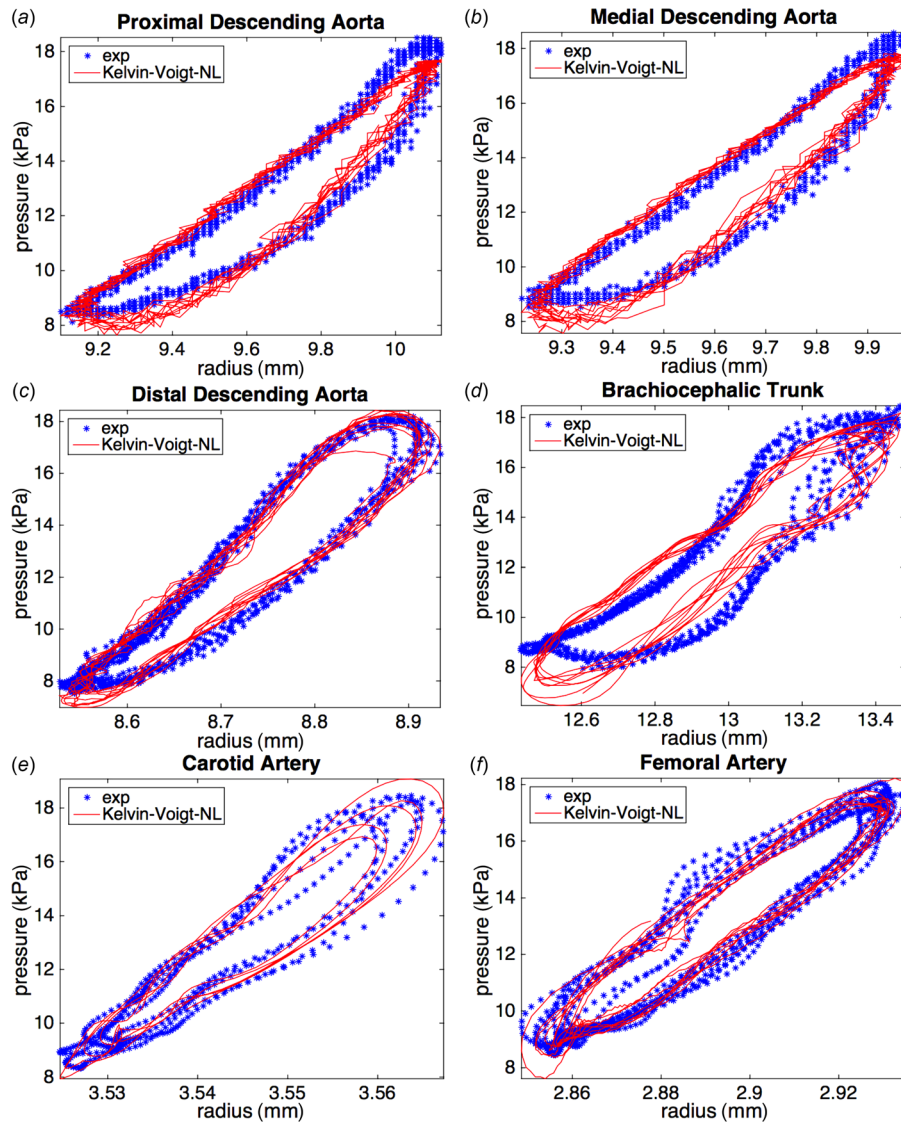 (a)
Proximal Descending Aorta
exp
Kelvin-Voigt-NL
pressure (kPa)
18
16
14
12
10
8
9.2 9.4 9.6 9.8 10
radius (mm)
(b)
Medial Descending Aorta
exp
Kelvin-Voigt-NL
pressure (kPa)
18
16
14
12
10
8
9.3 9.4 9.5 9.6 9.7 9.8 9.9
radius (mm)
(c)
Distal Descending Aorta
exp
Kelvin-Voigt-NL
pressure (kPa)
18
16
14
12
10
8
8.6 8.7 8.8 8.9
radius (mm)
(d)
Brachiocephalic Trunk
exp
Kelvin-Voigt-NL
pressure (kPa)
18
16
14
12
10
8
12.6 12.8 13 13.2 13.4
radius (mm)
(e)
Carotid Artery
exp
Kelvin-Voigt-NL
pressure (kPa)
18
16
14
12
10
8
3.53 3.54 3.55 3.56
radius (mm)
(f)
Femoral Artery
exp
Kelvin-Voigt-NL
pressure (kPa)
18
16
14
12
10
8
2.86 2.88 2.9 2.92
radius (mm)